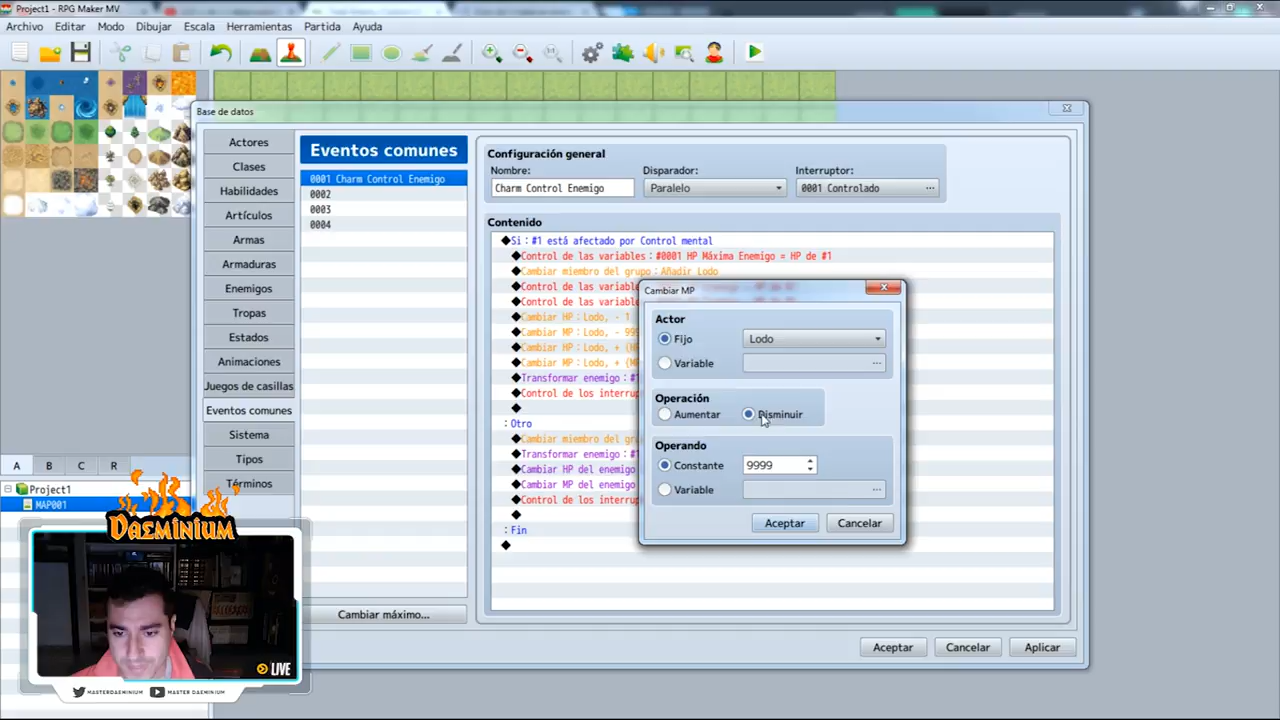 Project1 - RPG Maker MV
Archivo Editar Modo Dibujar Escala Herramientas Partida Ayuda
Base de datos
Actores
Clases
Habilidades
Artículos
Armas
Armaduras
Enemigos
Tropas
Estados
Animaciones
Juegos de casillas
Eventos comunes
Sistema
Tipos
Términos
Eventos comunes
0001 Charm Control Enemigo
0002
0003
0004
Cambiar máximo...
Configuración general
Nombre: Disparador: Interruptor:
Charm Control Enemigo Paralelo 0001 Controlado ...
Contenido
◆Si：#1 está afectado por Control mental
◆Control de las variables：#0001 HP Máxima Enemigo = HP de #1
◆Cambiar miembro del grupo：Añadir Lodo
◆Control de las variabl
◆Control de las variabl
◆Cambiar HP：Lodo, - 1
◆Cambiar MP：Lodo, - 999
◆Cambiar HP：Lodo, + (HP
◆Cambiar MP：Lodo, + (M
◆Transformar enemigo：#1
◆Control de los interrup
◆
：Otro
◆Cambiar miembro del gru
◆Transformar enemigo：#1
◆Cambiar HP del enemigo
◆Cambiar MP del enemigo
◆Control de los interrup
◆
：Fin
◆
Cambiar MP
Actor
Fijo Lodo
Variable ...
Operación
Aumentar Disminuir
Operando
Constante 9999
Variable ...
Aceptar Cancelar
Aceptar Cancelar Aplicar
A B C R
Project1
MAP001
DAEMINIUM
LIVE
MASTERDAEMINIUM MASTER DAEMINIUM